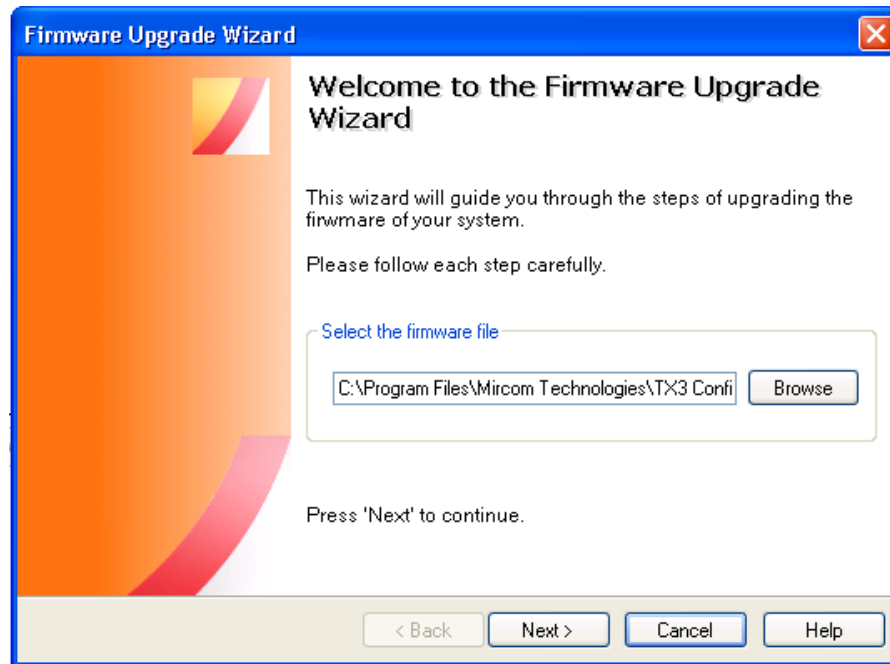 Firmware Upgrade Wizard
Welcome to the Firmware Upgrade
Wizard
This wizard will guide you through the steps of upgrading the
firwmare of your system.
Please follow each step carefully.
Select the firmware file
C:\Program Files\Mircom Technologies\TX3 Confi
Browse
Press 'Next' to continue.
< Back
Next >
Cancel
Help